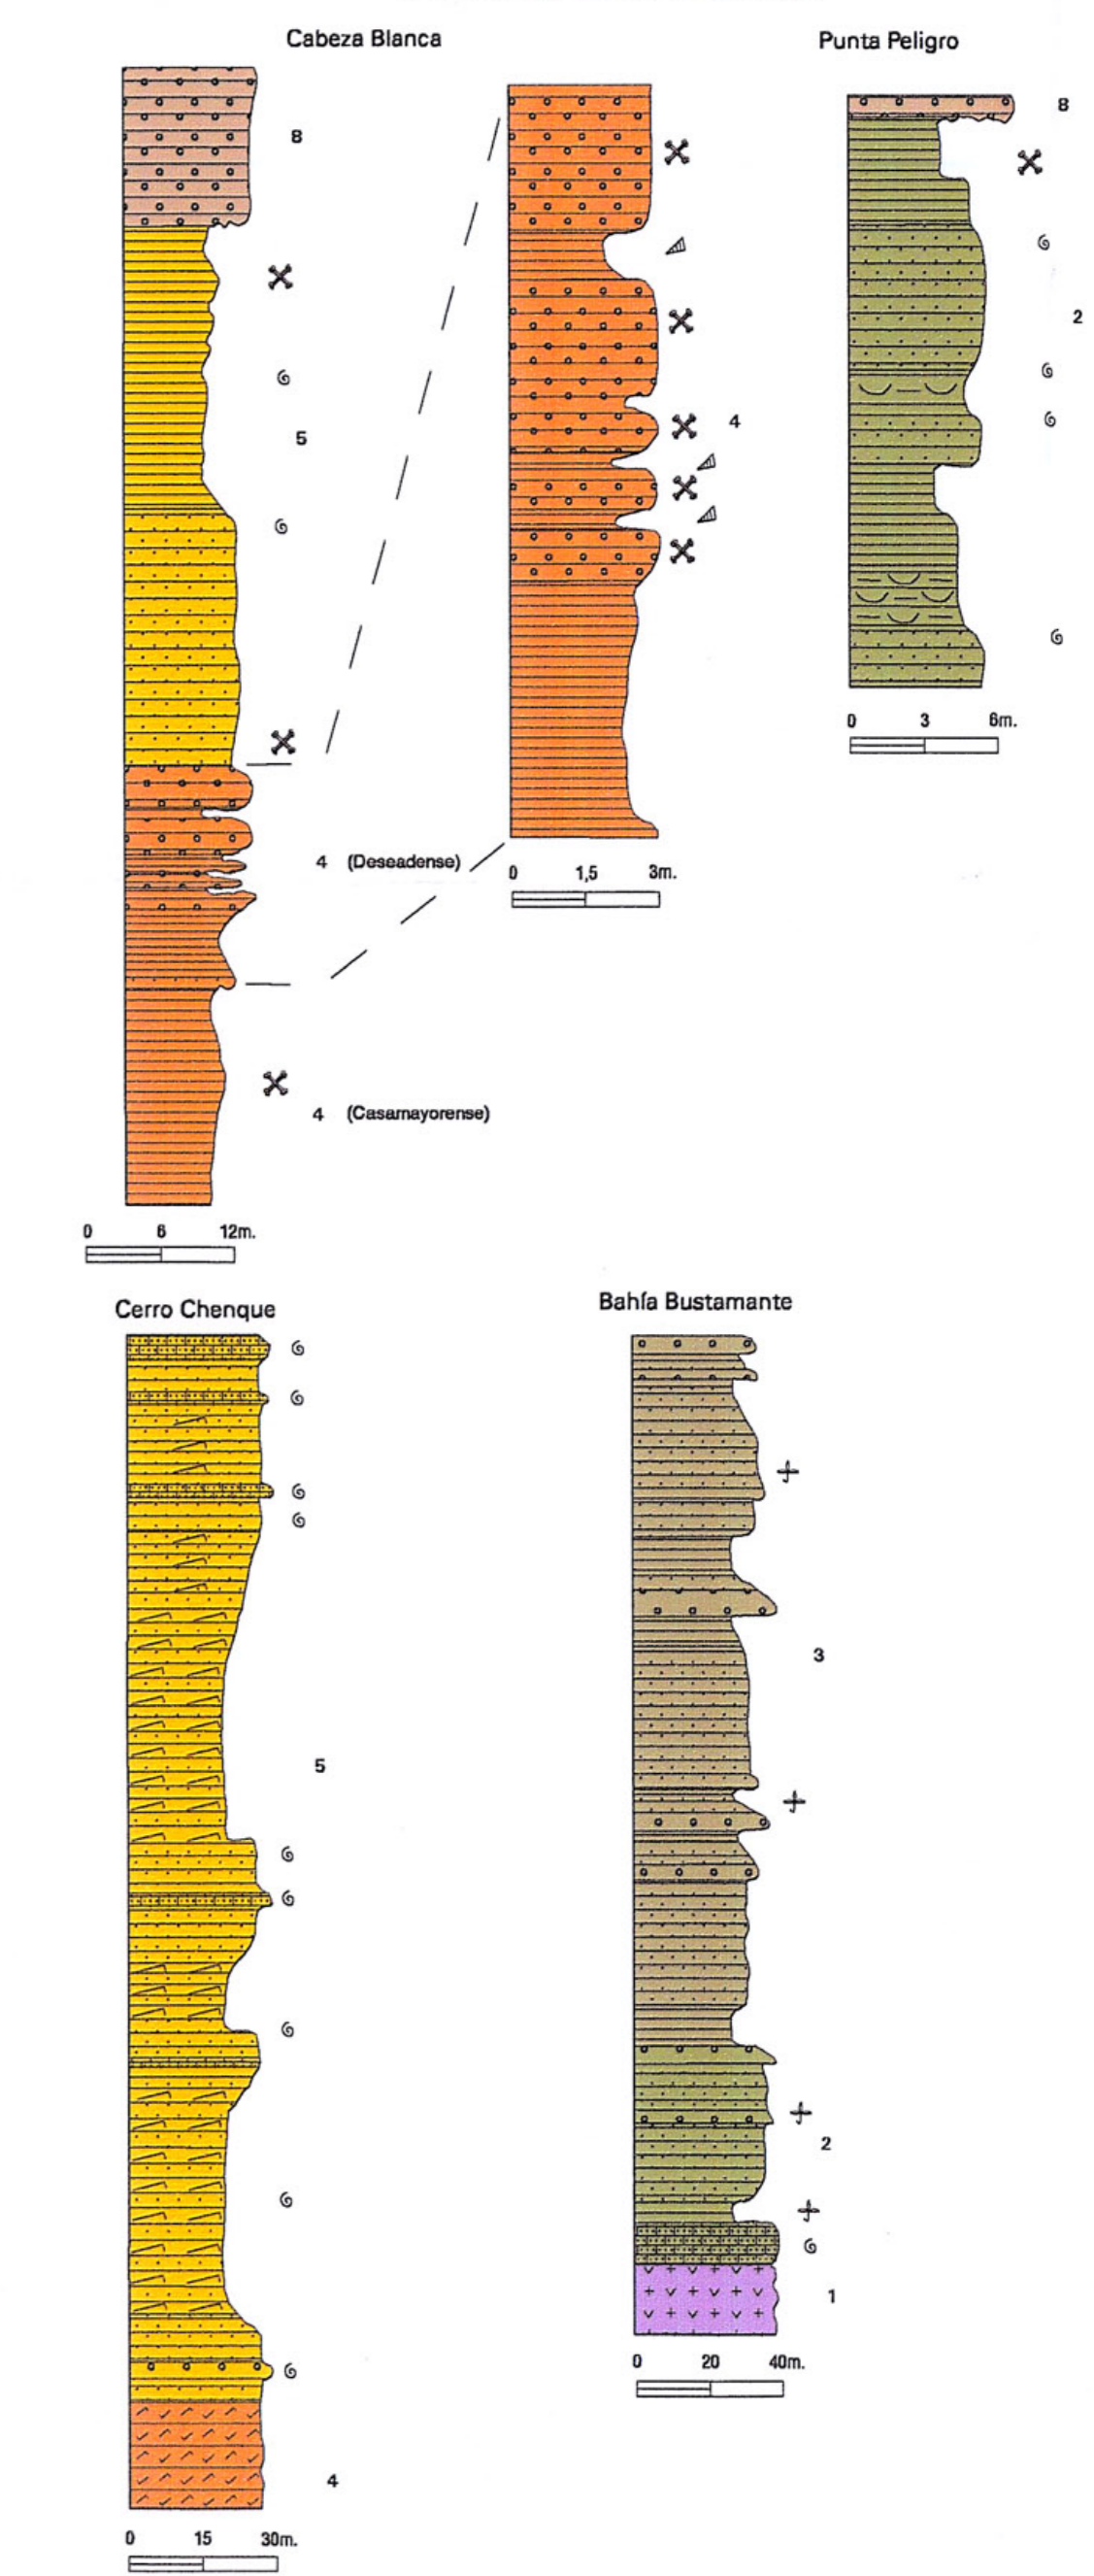 Cabeza Blanca
8
5
4 (Deseadense)
4 (Casamayorense)
0 6 12m.
4
0 1,5 3m.
Punta Peligro
8
2
0 3 6m.
Cerro Chenque
5
4
0 15 30m.
Bahía Bustamante
3
2
1
0 20 40m.